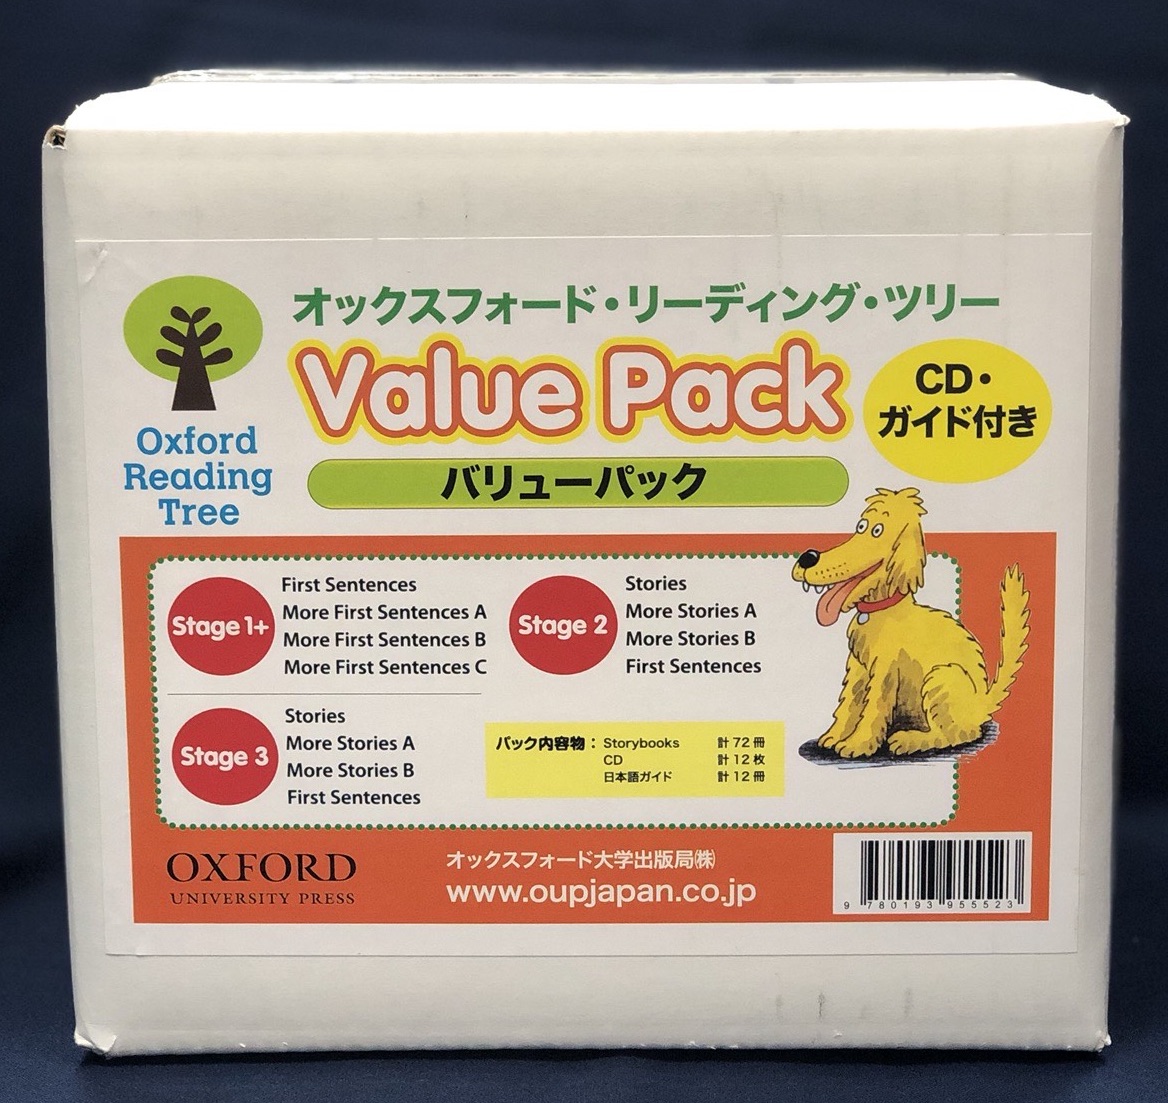 オックスフォード・リーディング・ツリー
Value Pack
CD・
ガイド付き
Oxford
Reading
Tree
バリューパック
Stage 1+
First Sentences
More First Sentences A
More First Sentences B
More First Sentences C
Stage 2
Stories
More Stories A
More Stories B
First Sentences
Stage 3
Stories
More Stories A
More Stories B
First Sentences
パック内容物：Storybooks 計72冊
CD 計12枚
日本語ガイド 計12冊
OXFORD
UNIVERSITY PRESS
オックスフォード大学出版局㈱
www.oupjapan.co.jp
9 780193 955523